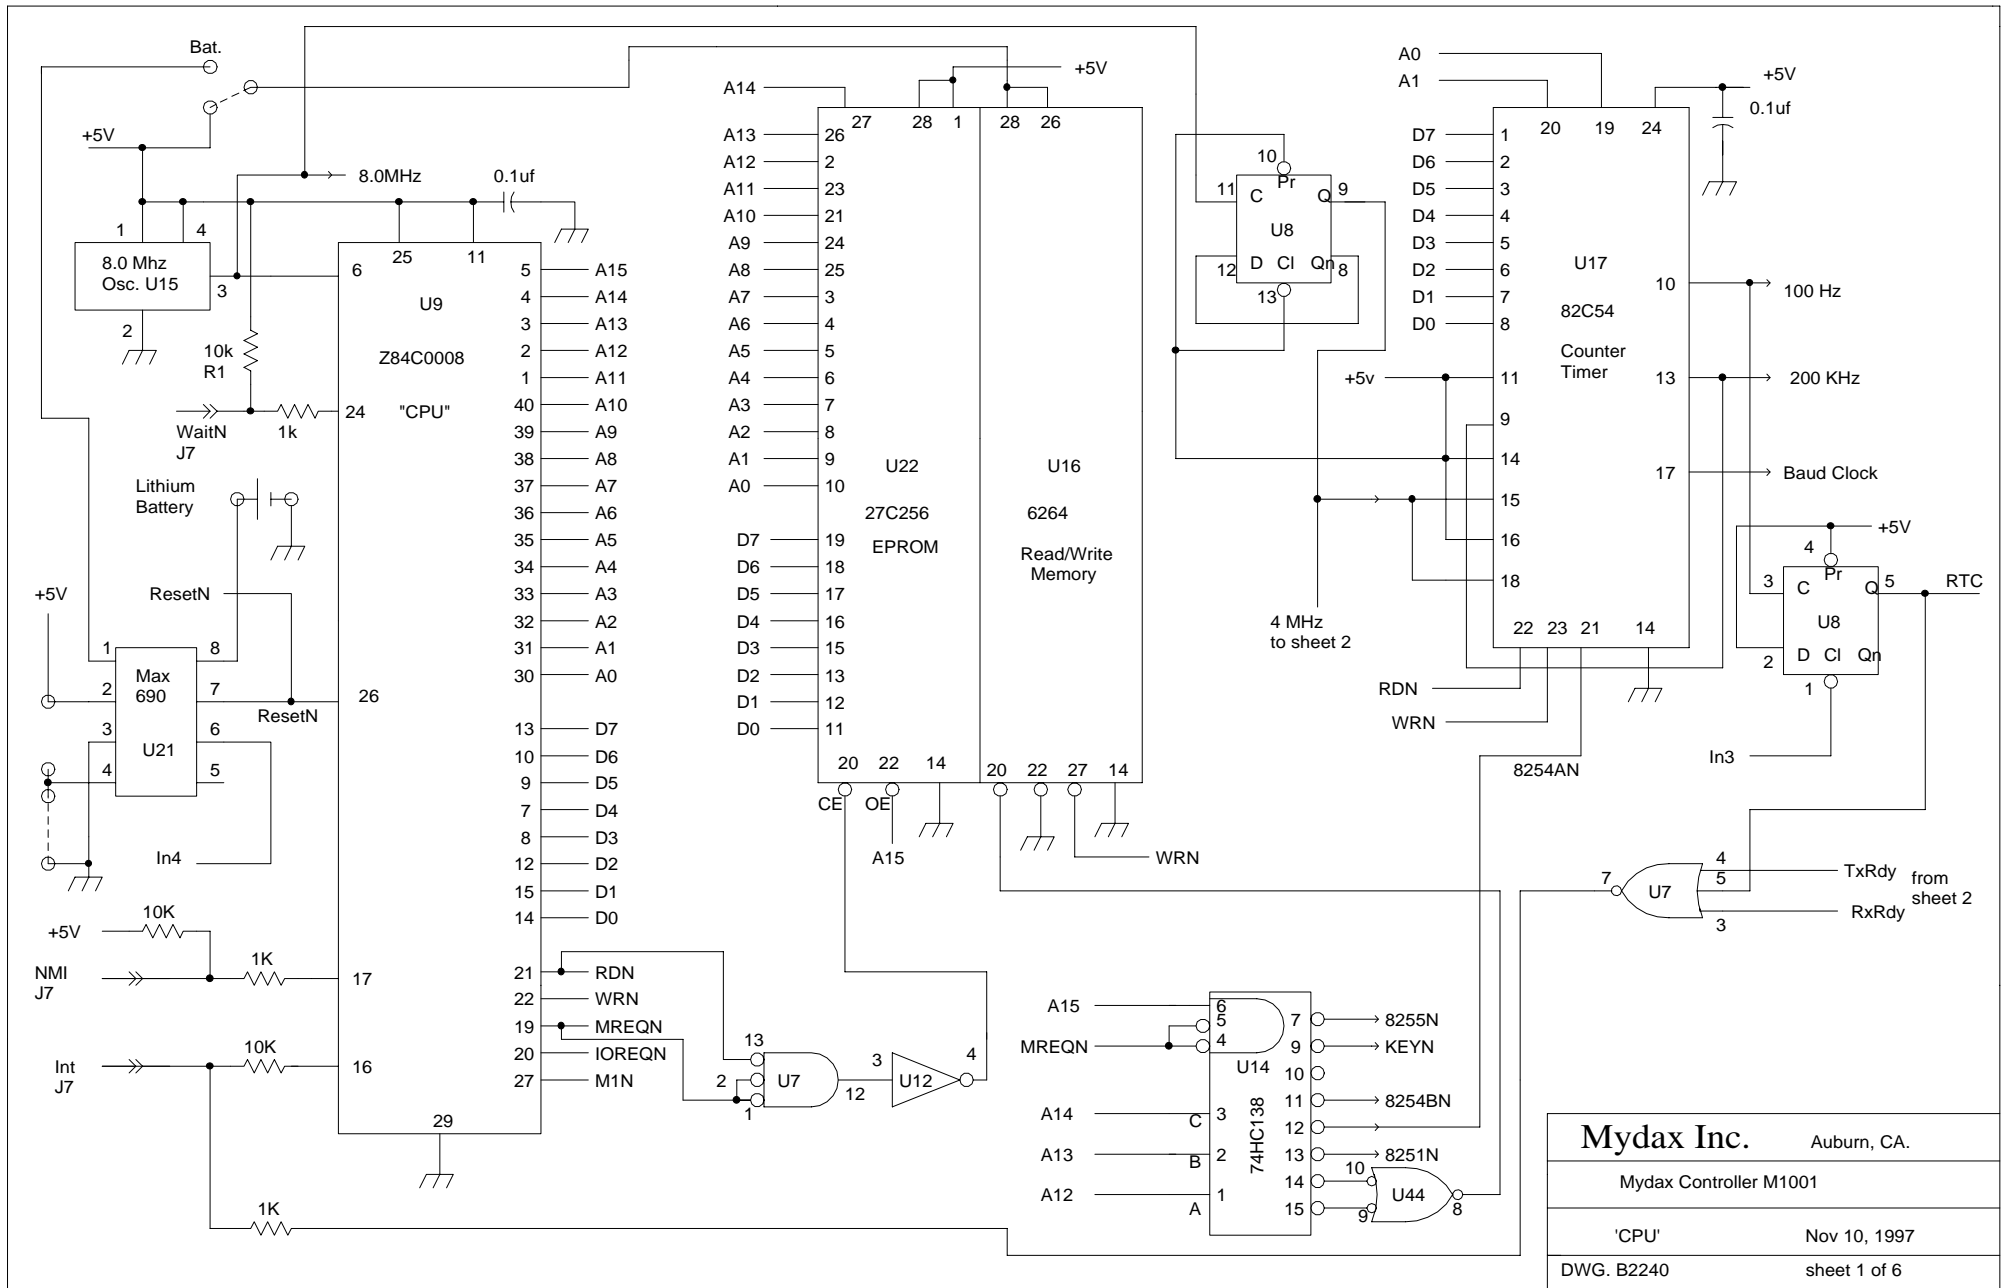 Bat.
+5V
8.0MHz
0.1uf
1
4
8.0 Mhz
Osc. U15
3
2
10k
R1
WaitN
J7
1k
Lithium
Battery
+5V
ResetN
ResetN
1
2
3
4
Max
690
U21
8
7
6
5
In4
+5V
10K
NMI
J7
1K
Int
J7
10K
1K
6
25
11
U9
Z84C0008
"CPU"
24
26
17
16
29
5 A15
4 A14
3 A13
2 A12
1 A11
40 A10
39 A9
38 A8
37 A7
36 A6
35 A5
34 A4
33 A3
32 A2
31 A1
30 A0
13 D7
10 D6
9 D5
7 D4
8 D3
12 D2
15 D1
14 D0
21 RDN
22 WRN
19 MREQN
20 IOREQN
27 M1N
13
2
1
U7
12
3
U12
4
+5V
A14
27
28
1
28
26
A13 26
A12 2
A11 23
A10 21
A9 24
A8 25
A7 3
A6 4
A5 5
A4 6
A3 7
A2 8
A1 9
A0 10
D7 19
D6 18
D5 17
D4 16
D3 15
D2 13
D1 12
D0 11
U22
27C256
EPROM
U16
6264
Read/Write
Memory
20
22
14
20
22
27
14
CE
OE
A15
WRN
10
Pr
11
C
Q
9
U8
12
D
Cl
Qn
8
13
4 MHz
to sheet 2
A0
A1
+5V
0.1uf
20
19
24
D7 1
D6 2
D5 3
D4 4
D3 5
D2 6
D1 7
D0 8
+5v
11
9
14
15
16
18
U17
82C54
Counter
Timer
10
100 Hz
13
200 KHz
17
Baud Clock
22
23
21
14
RDN
WRN
8254AN
+5V
4
Pr
3
C
Q
5
RTC
U8
2
D
Cl
Qn
1
In3
7
U7
4
5
3
TxRdy
RxRdy
from
sheet 2
A15
6
5
4
MREQN
U14
74HC138
A14
C
3
A13
B
2
A12
A
1
7 8255N
9 KEYN
10
11 8254BN
12
13 8251N
14
15
10
9
U44
8
Mydax Inc. Auburn, CA.
Mydax Controller M1001
'CPU' Nov 10, 1997
DWG. B2240 sheet 1 of 6